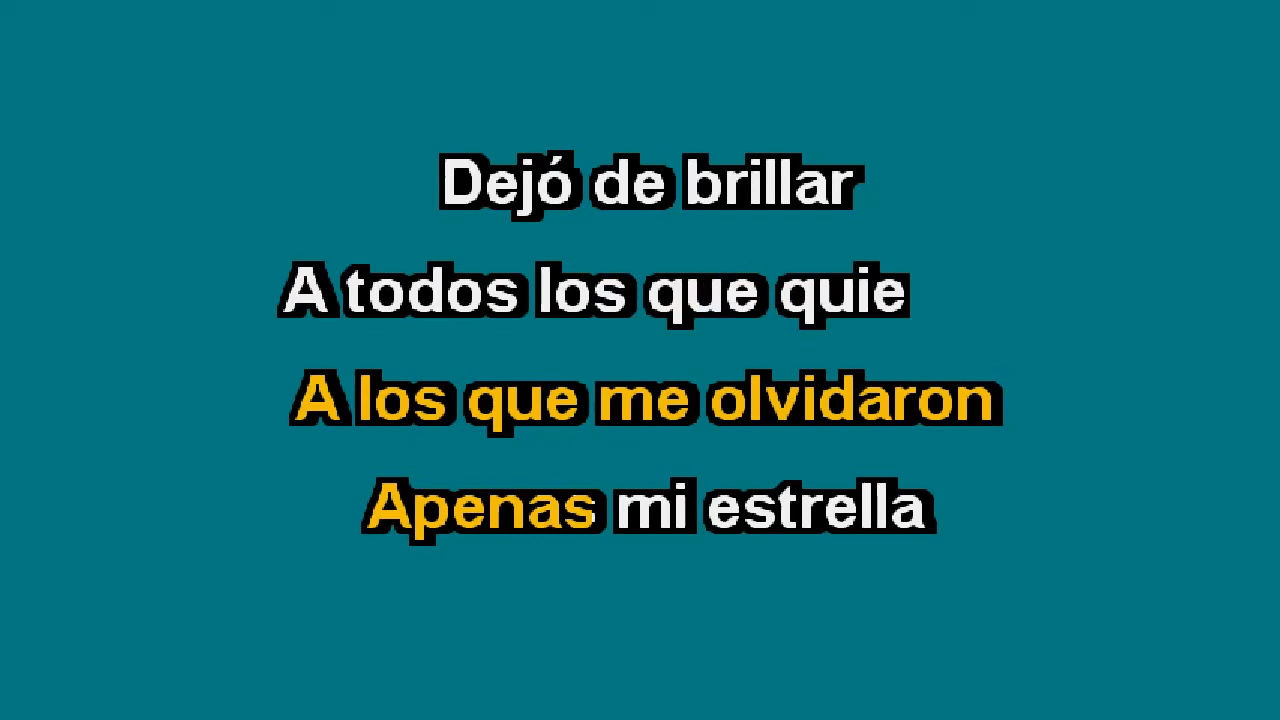 Dejó de brillar
A todos los que quie
A los que me olvidaron
Apenas mi estrella